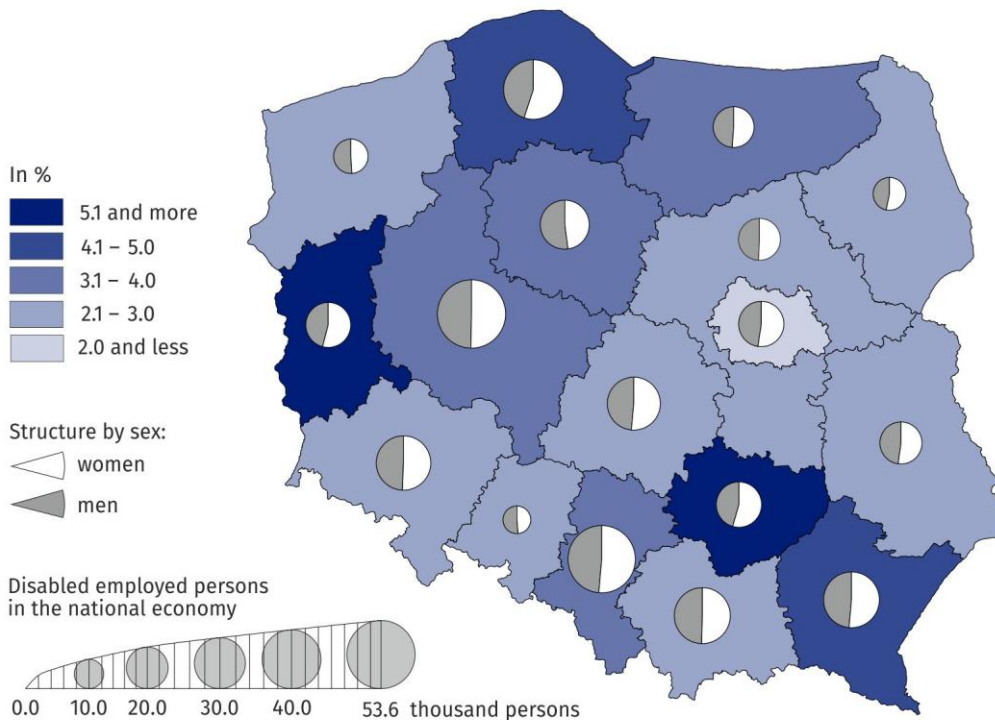 In %
5.1 and more
4.1 – 5.0
3.1 – 4.0
2.1 – 3.0
2.0 and less
Structure by sex:
women
men
Disabled employed persons
in the national economy
0.0 10.0 20.0 30.0 40.0 53.6 thousand persons